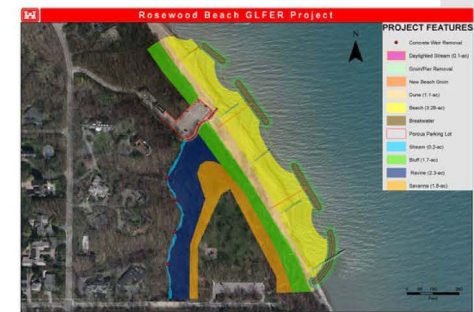 Rosewood Beach GLFER Project
PROJECT FEATURES
Concrete Weir Removal
Daylighted Stream (0.1-ac)
Groin/Pier Removal
New Beach Groin
Dune (1.1-ac)
Beach (3.28-ac)
Breakwater
Porous Parking Lot
Stream (0.2-ac)
Bluff (1.7-ac)
Ravine (2.3-ac)
Savanna (1.8-ac)
N
Feet